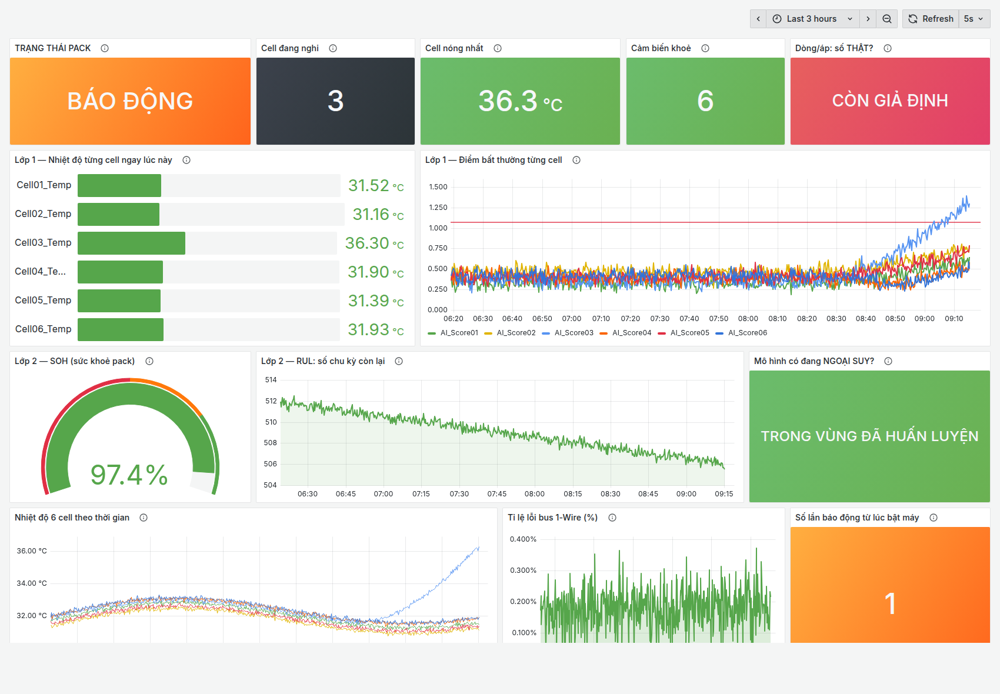 Last 3 hours
Refresh
5s
TRẠNG THÁI PACK
BÁO ĐỘNG
Cell đang nghi
3
Cell nóng nhất
36.3 °C
Cảm biến khoẻ
6
Dòng/áp: số THẬT?
CÒN GIẢ ĐỊNH
Lớp 1 — Nhiệt độ từng cell ngay lúc này
Cell01_Temp 31.52 °C
Cell02_Temp 31.16 °C
Cell03_Temp 36.30 °C
Cell04_Te... 31.90 °C
Cell05_Temp 31.39 °C
Cell06_Temp 31.93 °C
Lớp 1 — Điểm bất thường từng cell
1.500
1.250
1.000
0.750
0.500
0.250
0.000
06:20 06:30 06:40 06:50 07:00 07:10 07:20 07:30 07:40 07:50 08:00 08:10 08:20 08:30 08:40 08:50 09:00 09:10
AI_Score01 AI_Score02 AI_Score03 AI_Score04 AI_Score05 AI_Score06
Lớp 2 — SOH (sức khoẻ pack)
97.4%
Lớp 2 — RUL: số chu kỳ còn lại
514
512
510
508
506
504
06:30 06:45 07:00 07:15 07:30 07:45 08:00 08:15 08:30 08:45 09:00 09:15
Mô hình có đang NGOẠI SUY?
TRONG VÙNG ĐÃ HUẤN LUYỆN
Nhiệt độ 6 cell theo thời gian
36.00 °C
34.00 °C
32.00 °C
Tỉ lệ lỗi bus 1-Wire (%)
0.400%
0.300%
0.200%
0.100%
Số lần báo động từ lúc bật máy
1